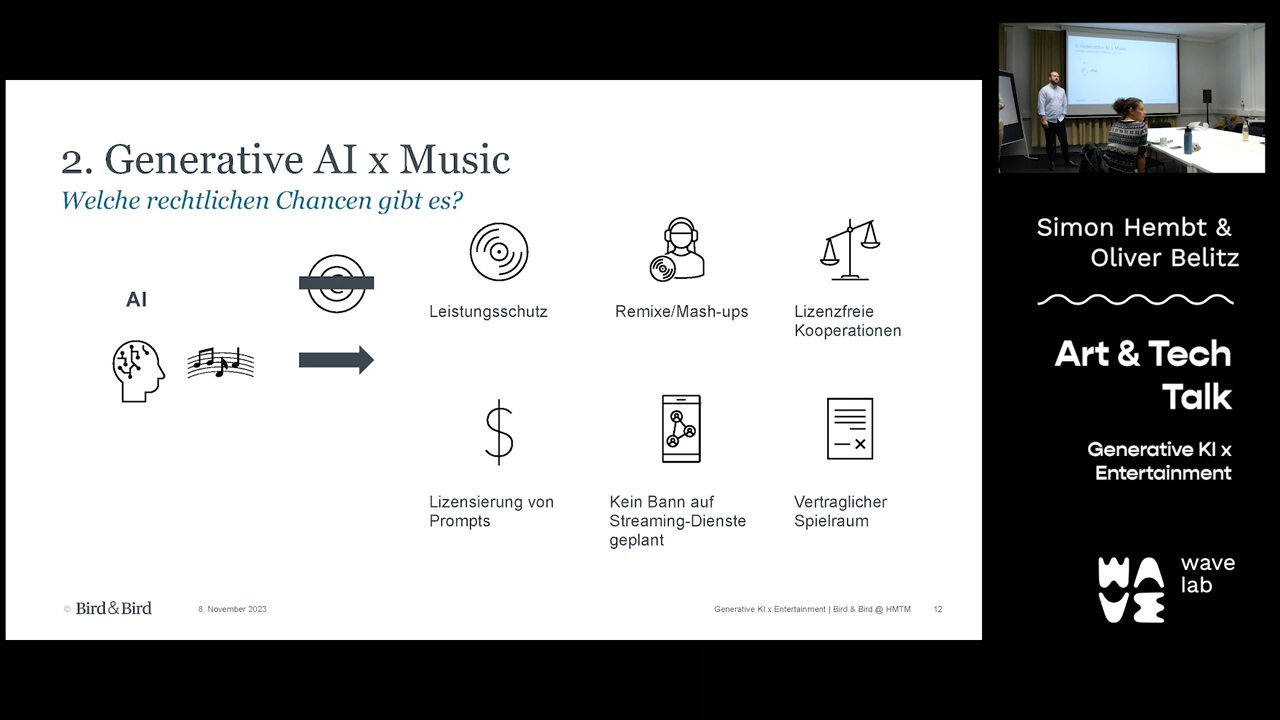 2. Generative AI x Music
Welche rechtlichen Chancen gibt es?
AI
Leistungsschutz
Remixe/Mash-ups
Lizenzfreie
Kooperationen
Lizensierung von
Prompts
Kein Bann auf
Streaming-Dienste
geplant
Vertraglicher
Spielraum
© Bird & Bird
8. November 2023
Generative KI x Entertainment | Bird & Bird @ HMTM
12
Simon Hembt &
Oliver Belitz
Art & Tech
Talk
Generative KI x
Entertainment
WAVE
wave
lab